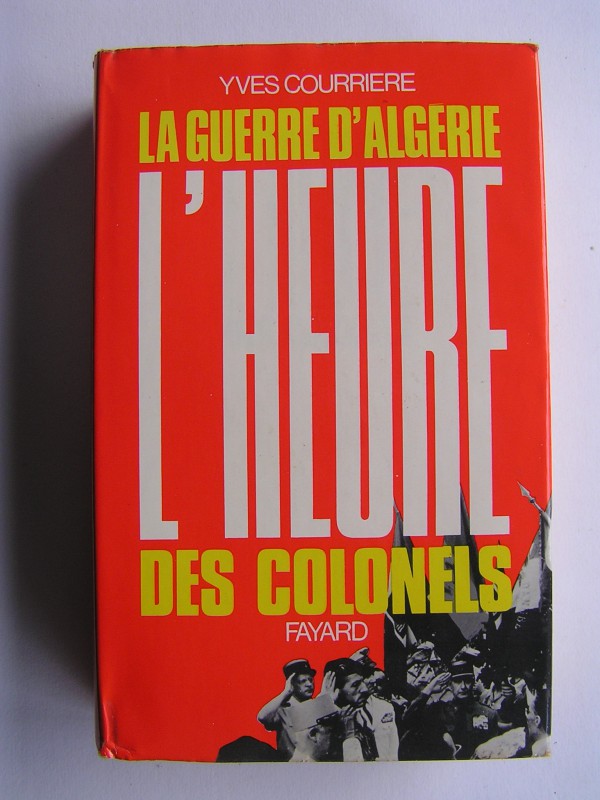 YVES COURRIERE
LA GUERRE D'ALGÉRIE
L'HEURE
DES COLONELS
FAYARD